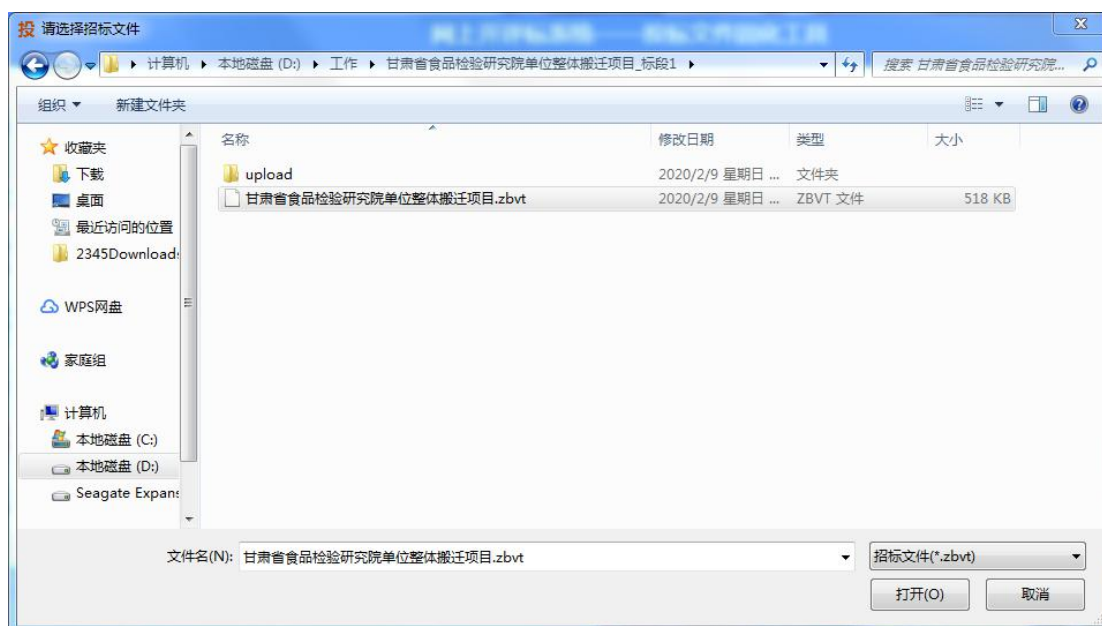 投 请选择招标文件
计算机 本地磁盘 (D:) 工作 甘肃省食品检验研究院单位整体搬迁项目_标段1 搜索 甘肃省食品检验研究院...
组织 新建文件夹
名称 修改日期 类型 大小
upload 2020/2/9 星期日 ... 文件夹
甘肃省食品检验研究院单位整体搬迁项目.zbvt 2020/2/9 星期日 ... ZBVT 文件 518 KB
收藏夹
下载
桌面
最近访问的位置
2345Downloads
WPS网盘
家庭组
计算机
本地磁盘 (C:)
本地磁盘 (D:)
Seagate Expans
文件名(N): 甘肃省食品检验研究院单位整体搬迁项目.zbvt 招标文件(*.zbvt)
打开(O) 取消